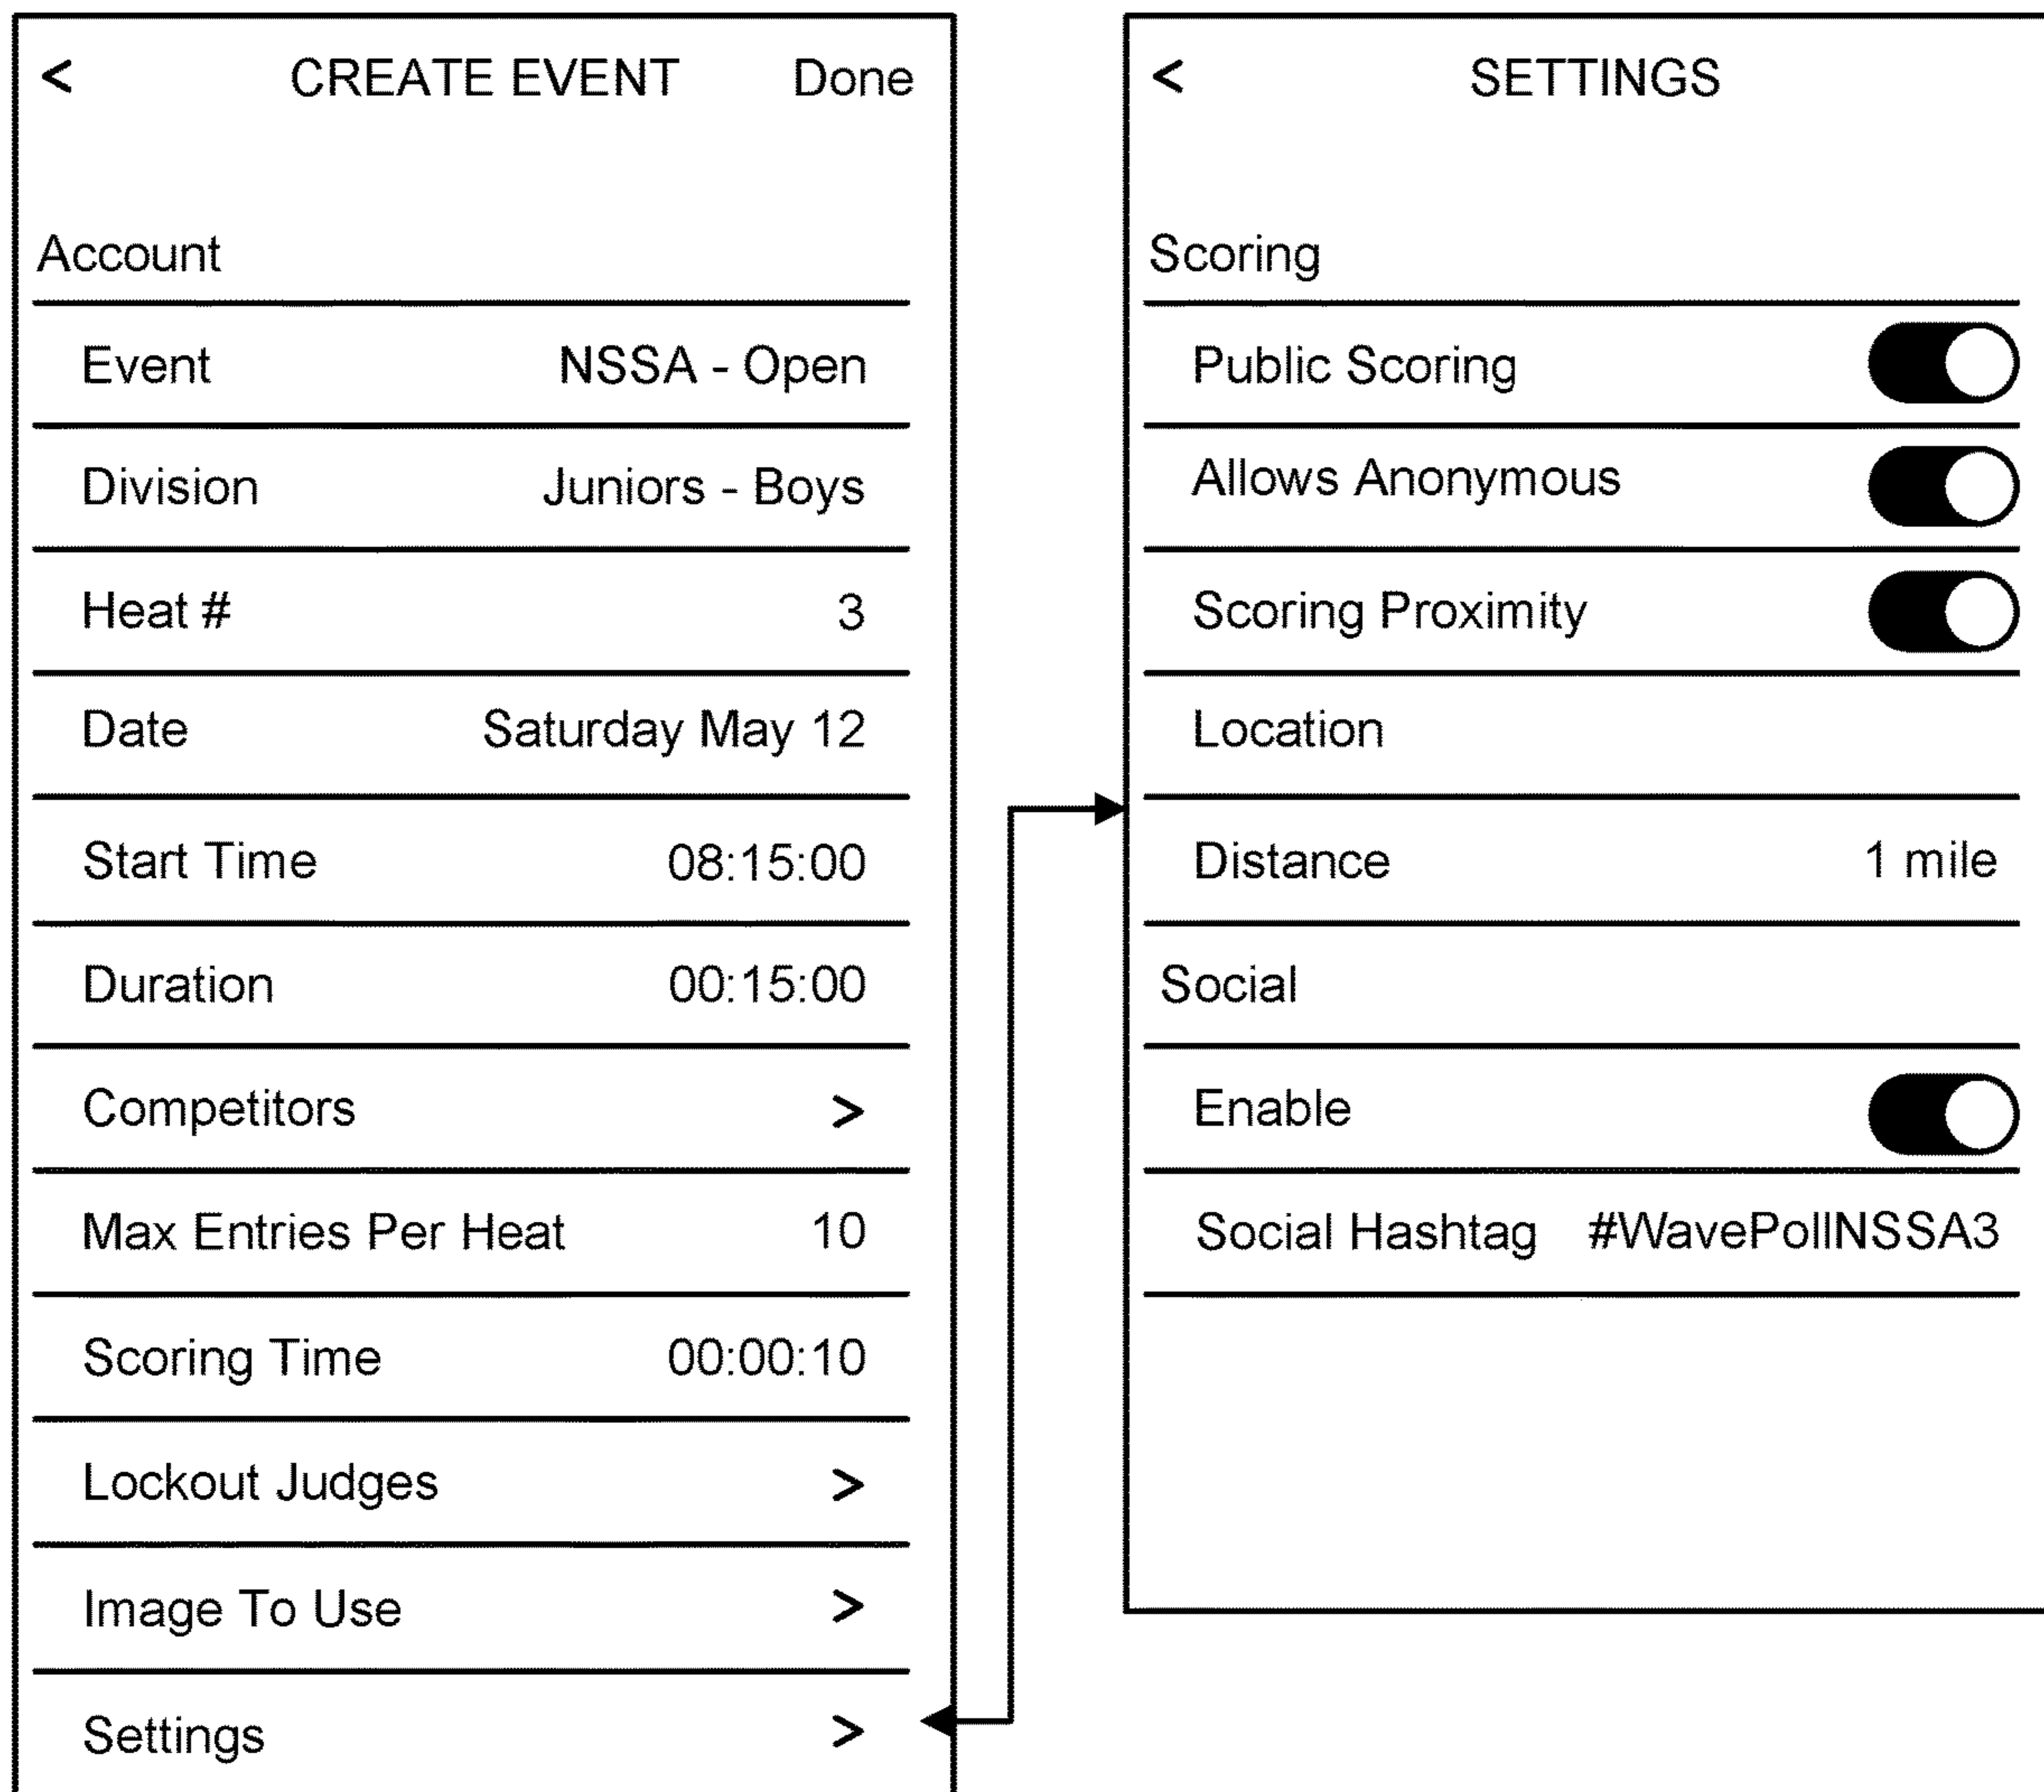 < CREATE EVENT Done
Account
Event NSSA - Open
Division Juniors - Boys
Heat # 3
Date Saturday May 12
Start Time 08:15:00
Duration 00:15:00
Competitors >
Max Entries Per Heat 10
Scoring Time 00:00:10
Lockout Judges >
Image To Use >
Settings >
< SETTINGS
Scoring
Public Scoring
Allows Anonymous
Scoring Proximity
Location
Distance 1 mile
Social
Enable
Social Hashtag #WavePollNSSA3